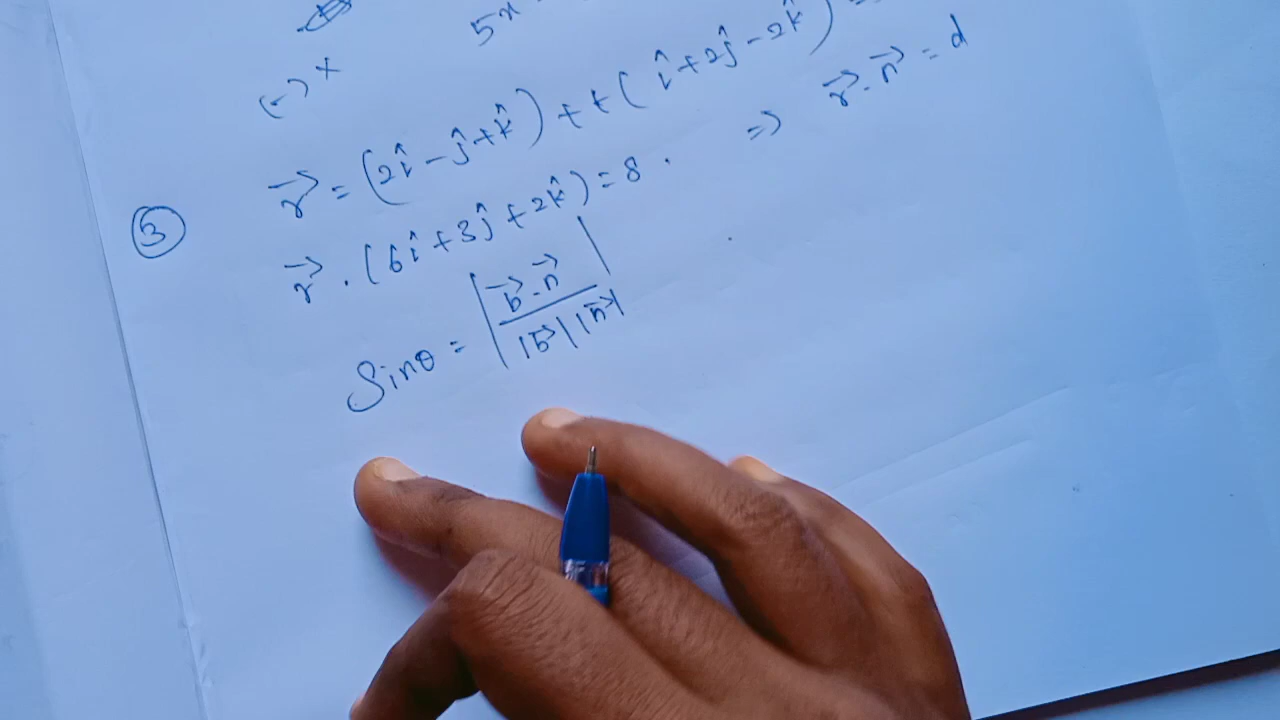 5x
(-) x
r⃗ = (2î - ĵ + k̂) + t(î + 2ĵ - 2k̂)
③ r⃗ . (6î + 3ĵ + 2k̂) = 8 . ⇒ r⃗ . n⃗ = d
Sinθ = | b⃗ . n⃗ / |b⃗| |n⃗| |